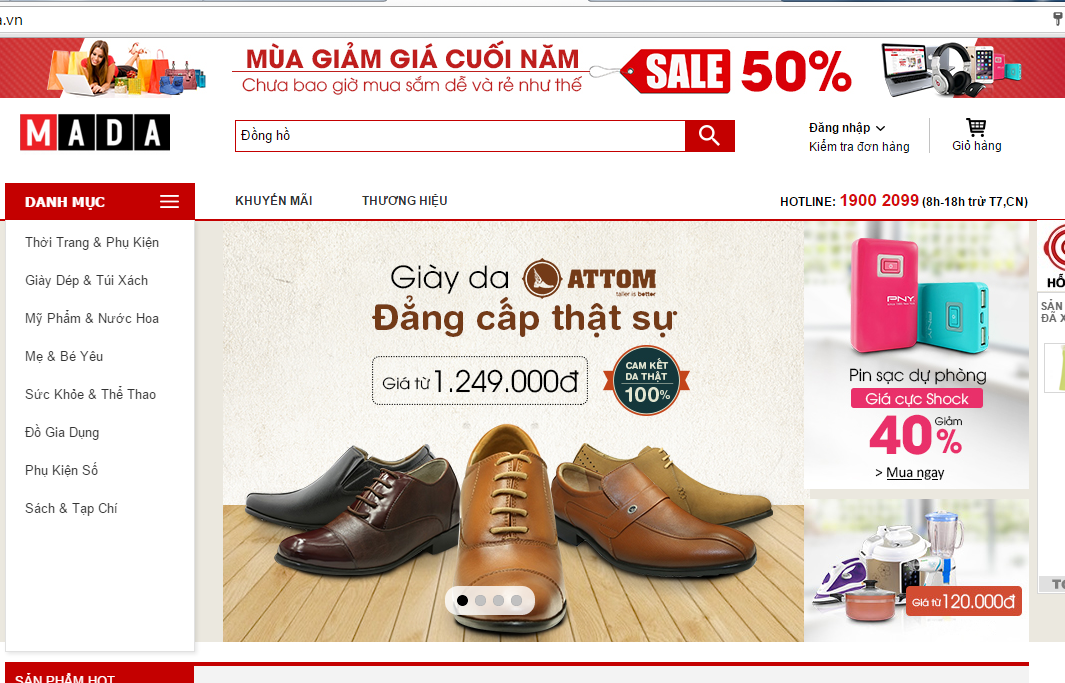 a.vn
MÙA GIẢM GIÁ CUỐI NĂM
Chưa bao giờ mua sắm dễ và rẻ như thế
SALE 50%
MADA
Đồng hồ
Đăng nhập
Kiểm tra đơn hàng
Giỏ hàng
DANH MỤC
KHUYẾN MÃI
THƯƠNG HIỆU
HOTLINE: 1900 2099 (8h-18h trừ T7,CN)
Thời Trang & Phụ Kiện
Giày Dép & Túi Xách
Mỹ Phẩm & Nước Hoa
Mẹ & Bé Yêu
Sức Khỏe & Thể Thao
Đồ Gia Dụng
Phụ Kiện Số
Sách & Tạp Chí
Giày da ATTOM
tailer is better
Đẳng cấp thật sự
Giá từ 1.249.000đ
CAM KẾT
DA THẬT
100%
PNY
PNY
Pin sạc dự phòng
Giá cực Shock
Giảm
40%
> Mua ngay
Giá từ 120.000đ
HỖ
SẢN
ĐÃ X
TO
SẢN PHẨM HOT